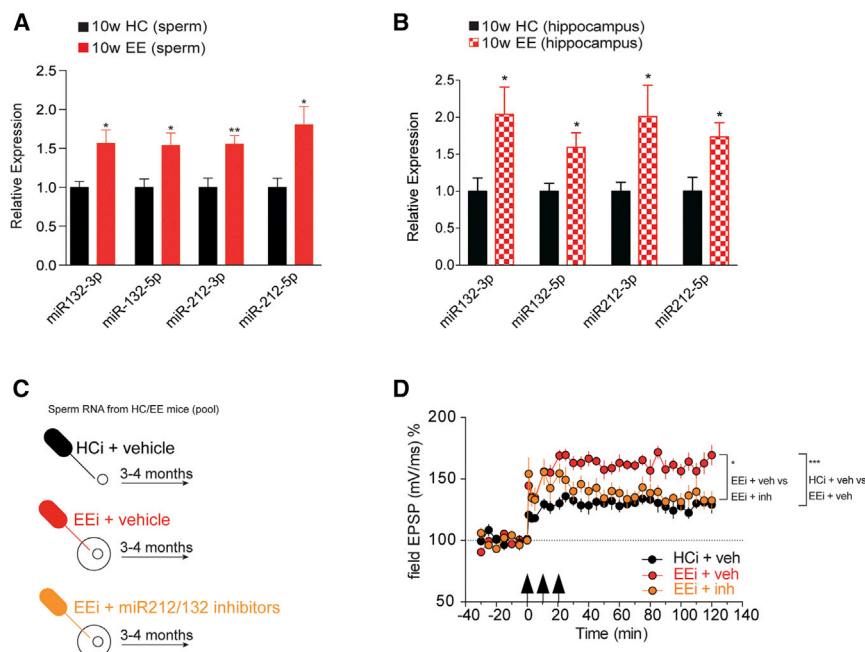 A
10w HC (sperm)
10w EE (sperm)
Relative Expression
2.5
2.0
1.5
1.0
0.5
0.0
*
*
**
*
miR132-3p
miR-132-5p
miR-212-3p
miR-212-5p
B
10w HC (hippocampus)
10w EE (hippocampus)
Relative Expression
2.5
2.0
1.5
1.0
0.5
0.0
*
*
*
*
miR132-3p
miR132-5p
miR212-3p
miR212-5p
C
Sperm RNA from HC/EE mice (pool)
HCi + vehicle
3-4 months
EEi + vehicle
3-4 months
EEi + miR212/132 inhibitors
3-4 months
D
field EPSP (mV/ms) %
200
150
100
50
-40 -20 0 20 40 60 80 100 120 140
Time (min)
HCi + veh
EEi + veh
EEi + inh
*
EEi + veh vs
EEi + inh
***
HCi + veh vs
EEi + veh